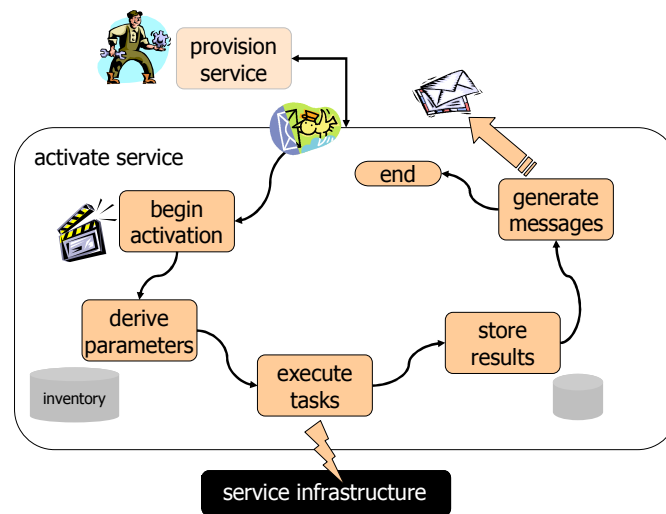 provision
service
activate service
end
generate
messages
begin
activation
derive
parameters
store
results
execute
tasks
inventory
service infrastructure